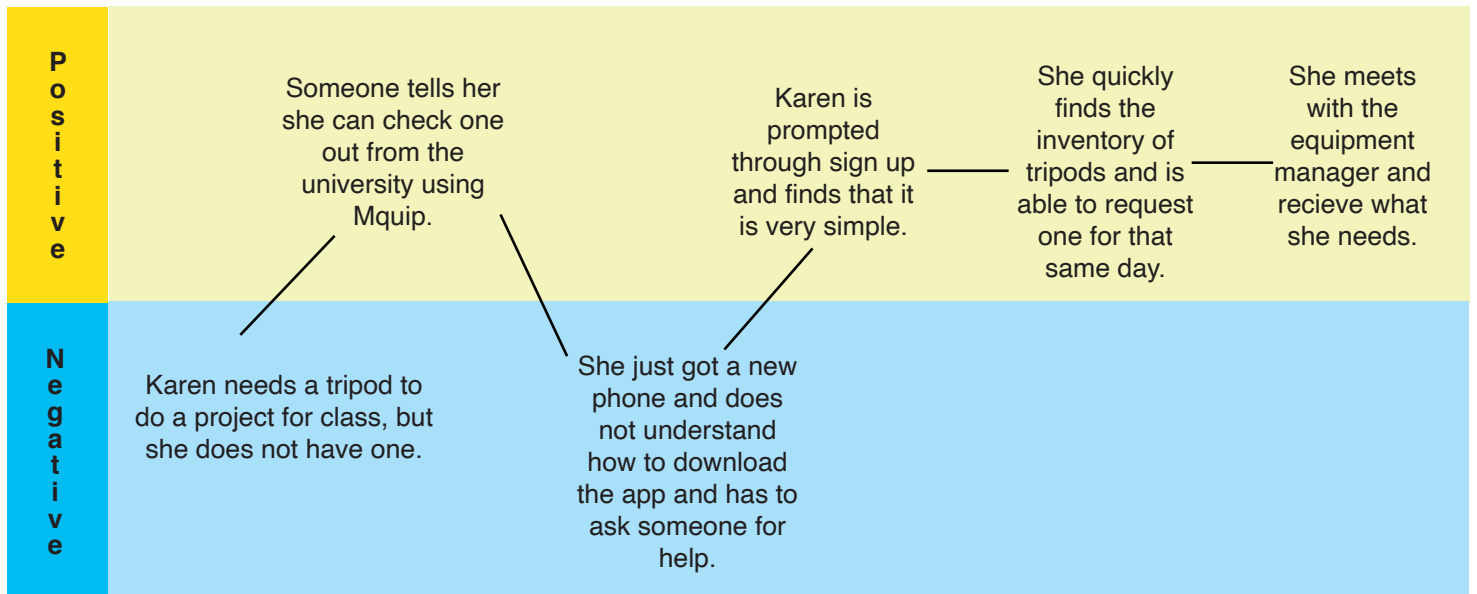 Positive
Someone tells her
she can check one
out from the
university using
Mquip.
Karen is
prompted
through sign up
and finds that it
is very simple.
She quickly
finds the
inventory of
tripods and is
able to request
one for that
same day.
She meets
with the
equipment
manager and
recieve what
she needs.
Negative
Karen needs a tripod to
do a project for class, but
she does not have one.
She just got a new
phone and does
not understand
how to download
the app and has to
ask someone for
help.